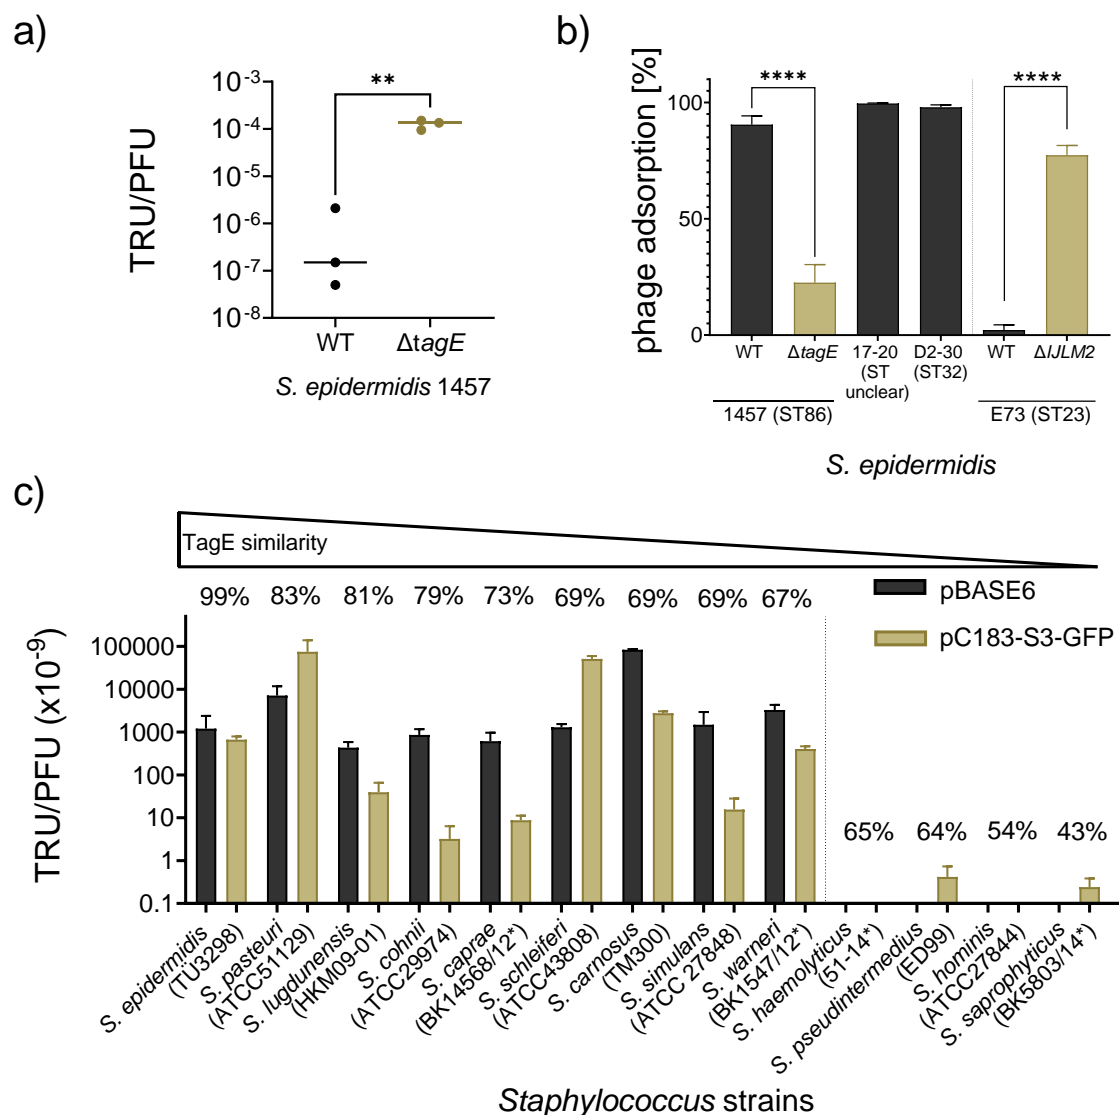 a)
TRU/PFU
10-3
10-4
10-5
10-6
10-7
10-8
**
WT
ΔtagE
S. epidermidis 1457
b)
phage adsorption [%]
100
50
0
****
****
WT
ΔtagE
17-20
(ST
unclear)
D2-30
(ST32)
WT
ΔIJLM2
1457 (ST86)
E73 (ST23)
S. epidermidis
c)
TagE similarity
99%
83%
81%
79%
73%
69%
69%
69%
67%
65%
64%
54%
43%
pBASE6
pC183-S3-GFP
TRU/PFU (x10-9)
100000
10000
1000
100
10
1
0.1
S. epidermidis
(TÜ3298)
S. pasteuri
(ATCC51129)
S. lugdunensis
(HKM09-01)
S. cohnii
(ATCC29974)
S. caprae
(BK14568/12*)
S. schleiferi
(ATCC43808)
S. carnosus
(TM300)
S. simulans
(ATCC 27848)
S. warneri
(BK1547/12*)
S. haemolyticus
(51-14*)
S. pseudintermedius
(ED99)
S. hominis
(ATCC27844)
S. saprophyticus
(BK5803/14*)
Staphylococcus strains